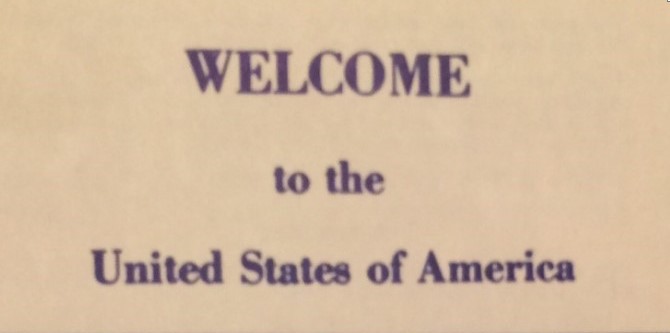 WELCOME
to the
United States of America